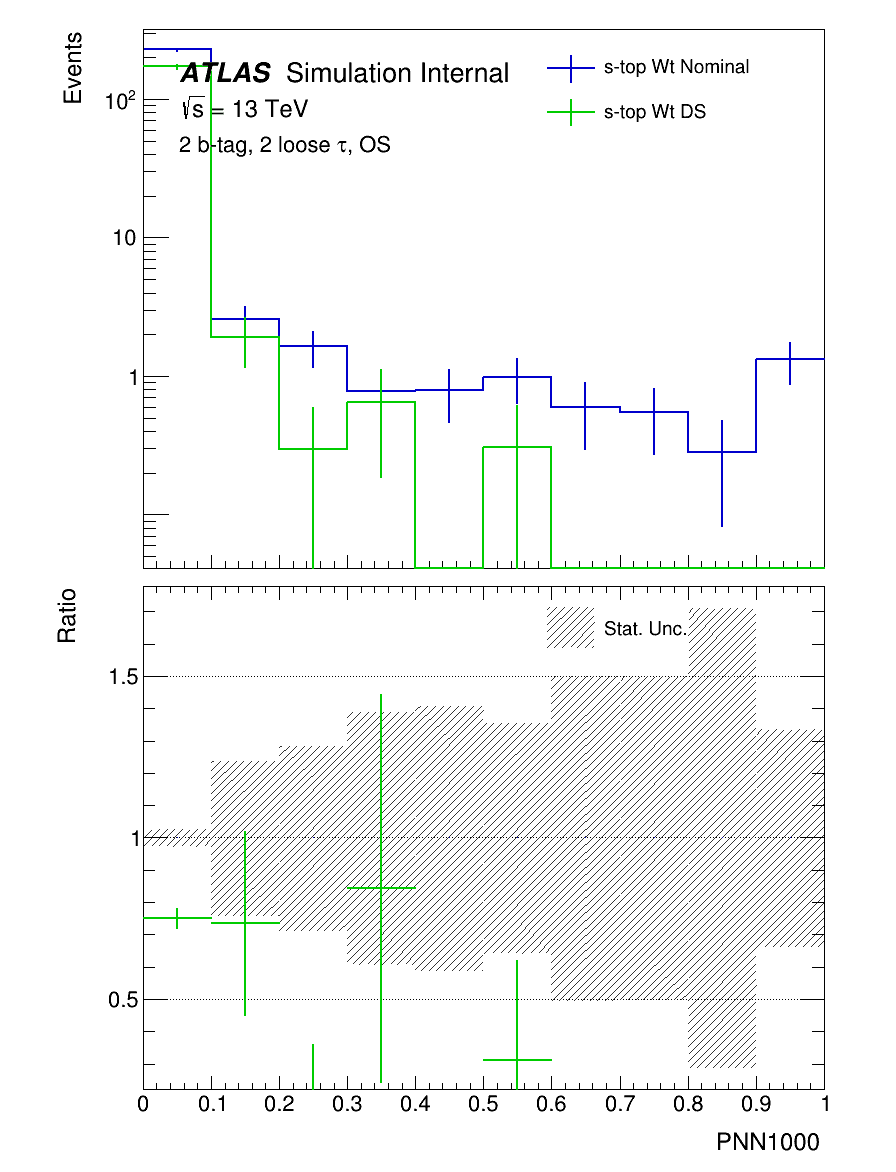 Events
ATLAS Simulation Internal
√s = 13 TeV
2 b-tag, 2 loose τ, OS
s-top Wt Nominal
s-top Wt DS
10²
10
1
Ratio
Stat. Unc.
1.5
1
0.5
0 0.1 0.2 0.3 0.4 0.5 0.6 0.7 0.8 0.9 1
PNN1000